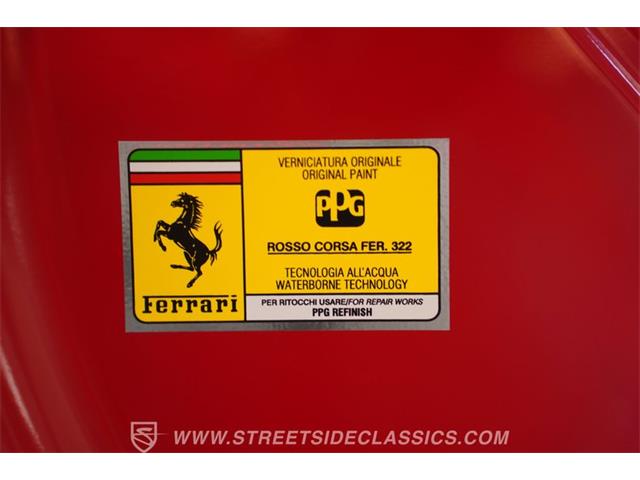 VERNICIATURA ORIGINALE
ORIGINAL PAINT
PPG
ROSSO CORSA FER. 322
TECNOLOGIA ALL'ACQUA
WATERBORNE TECHNOLOGY
Ferrari
PER RITOCCHI USARE/FOR REPAIR WORKS
PPG REFINISH
WWW.STREETSIDECLASSICS.COM